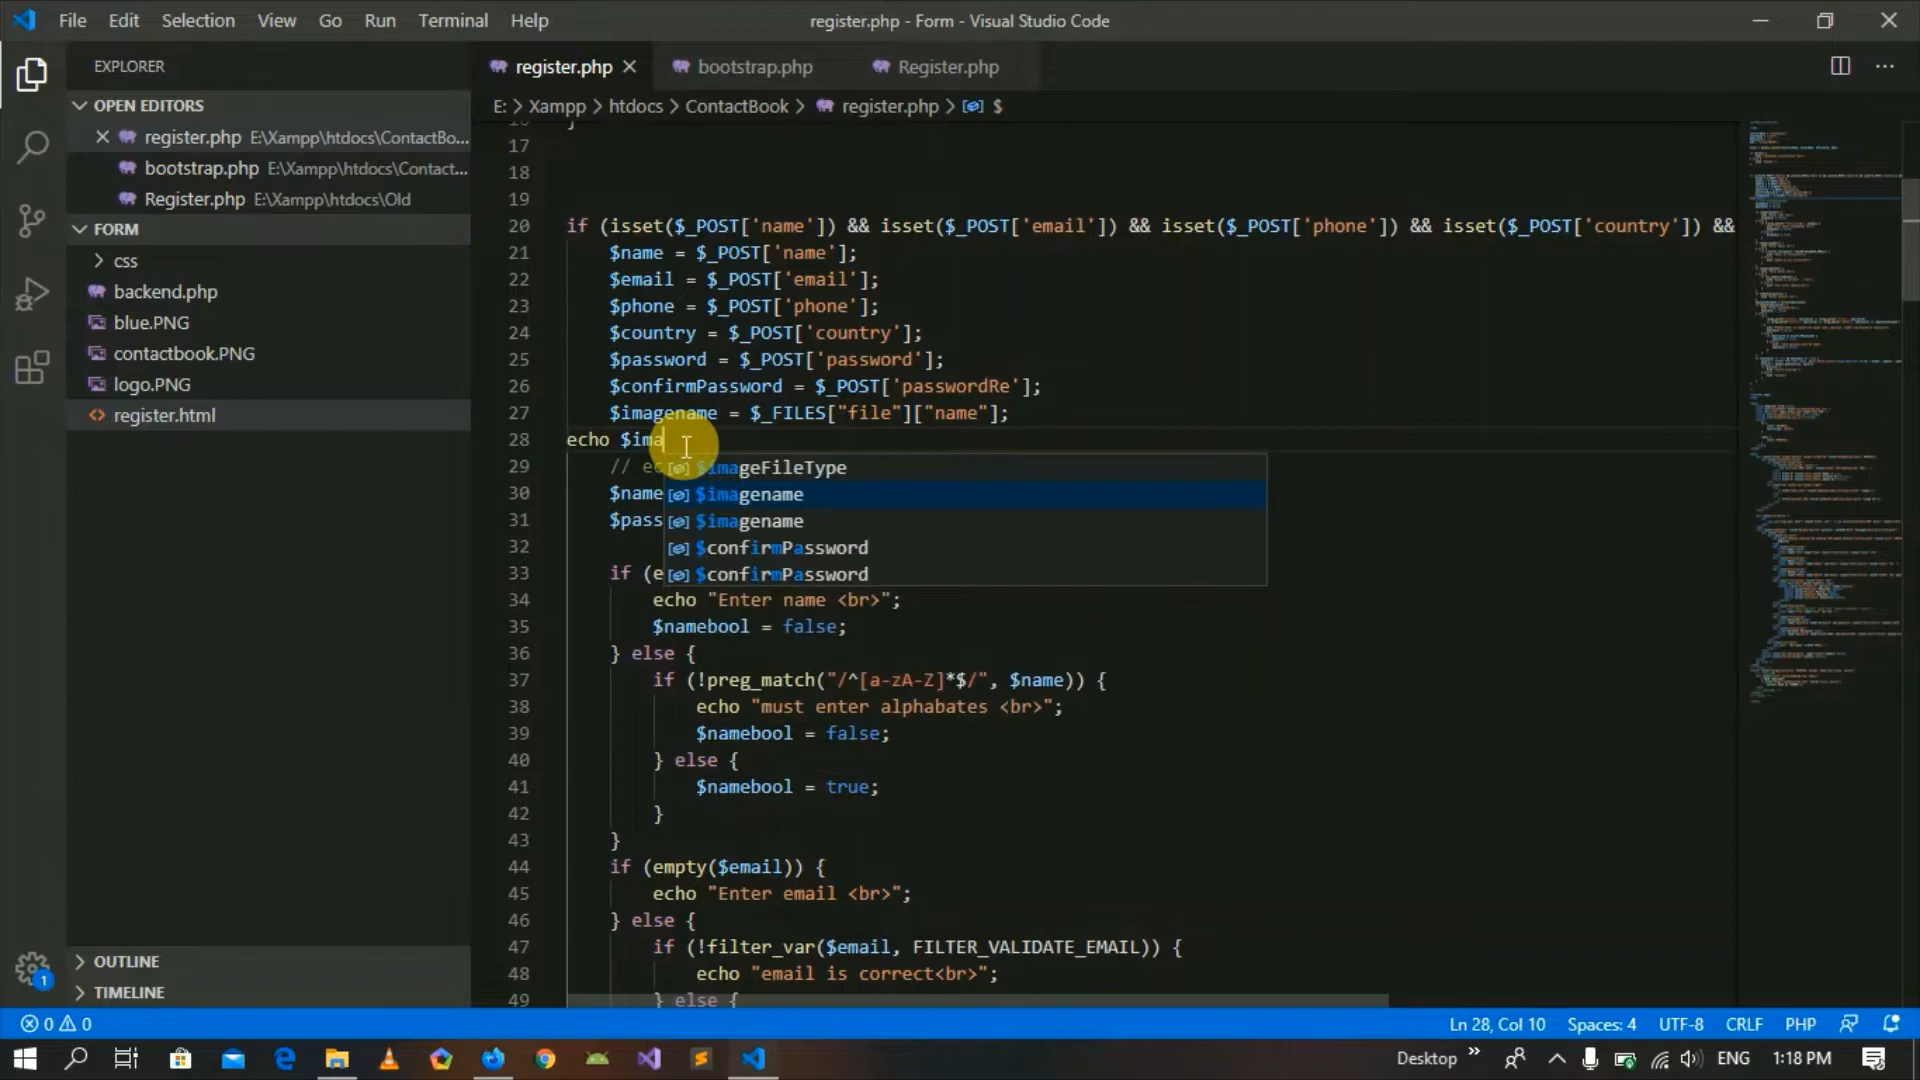 File Edit Selection View Go Run Terminal Help
register.php - Form - Visual Studio Code
EXPLORER
OPEN EDITORS
register.php E:\Xampp\htdocs\ContactBo...
bootstrap.php E:\Xampp\htdocs\Contact...
Register.php E:\Xampp\htdocs\Old
FORM
css
backend.php
blue.PNG
contactbook.PNG
logo.PNG
register.html
OUTLINE
TIMELINE
register.php bootstrap.php Register.php
E: > Xampp > htdocs > ContactBook > register.php > $
17
18
19
20 if (isset($_POST['name']) && isset($_POST['email']) && isset($_POST['phone']) && isset($_POST['country']) &&
21 $name = $_POST['name'];
22 $email = $_POST['email'];
23 $phone = $_POST['phone'];
24 $country = $_POST['country'];
25 $password = $_POST['password'];
26 $confirmPassword = $_POST['passwordRe'];
27 $imagename = $_FILES["file"]["name"];
28 echo $ima
29 // ec
30 $name
31 $pass
32
33 if (e
$imageFileType
$imagename
$imagename
$confirmPassword
$confirmPassword
34 echo "Enter name <br>";
35 $namebool = false;
36 } else {
37 if (!preg_match("/^[a-zA-Z]*$/", $name)) {
38 echo "must enter alphabates <br>";
39 $namebool = false;
40 } else {
41 $namebool = true;
42 }
43 }
44 if (empty($email)) {
45 echo "Enter email <br>";
46 } else {
47 if (!filter_var($email, FILTER_VALIDATE_EMAIL)) {
48 echo "email is correct<br>";
49 } else {
0 0
1
Ln 28, Col 10 Spaces: 4 UTF-8 CRLF PHP
Desktop ENG 1:18 PM